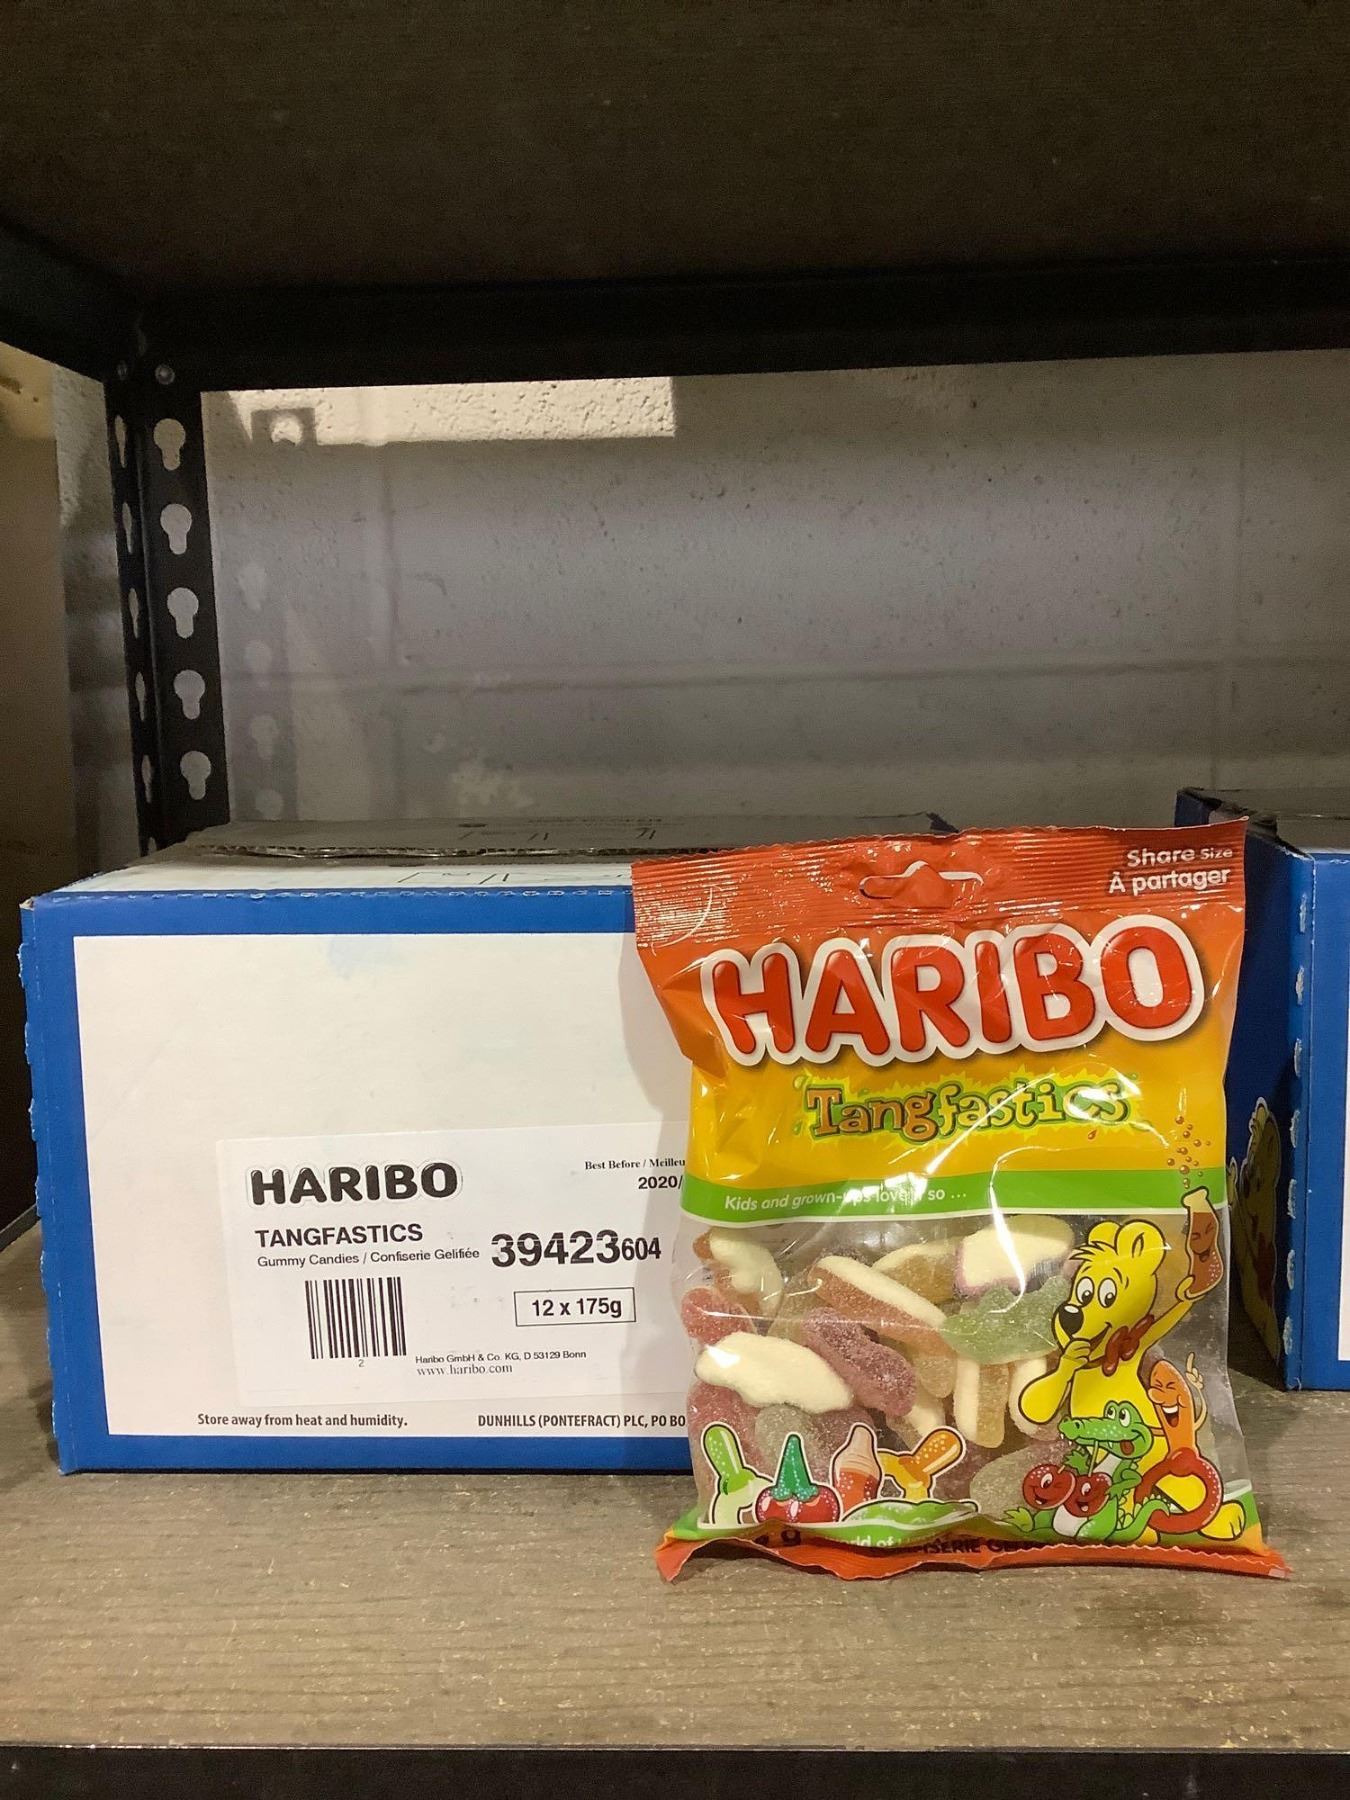 HARIBO
Best Before / Meilleu
2020/
TANGFASTICS
Gummy Candies / Confiserie Gelifiée
39423604
12 x 175g
2
Haribo GmbH & Co. KG, D 53129 Bonn
www.haribo.com
Store away from heat and humidity.
DUNHILLS (PONTEFRACT) PLC, PO BO
Share Size
À partager
HARIBO
Tangfastics
Kids and grown-ups love it so ...